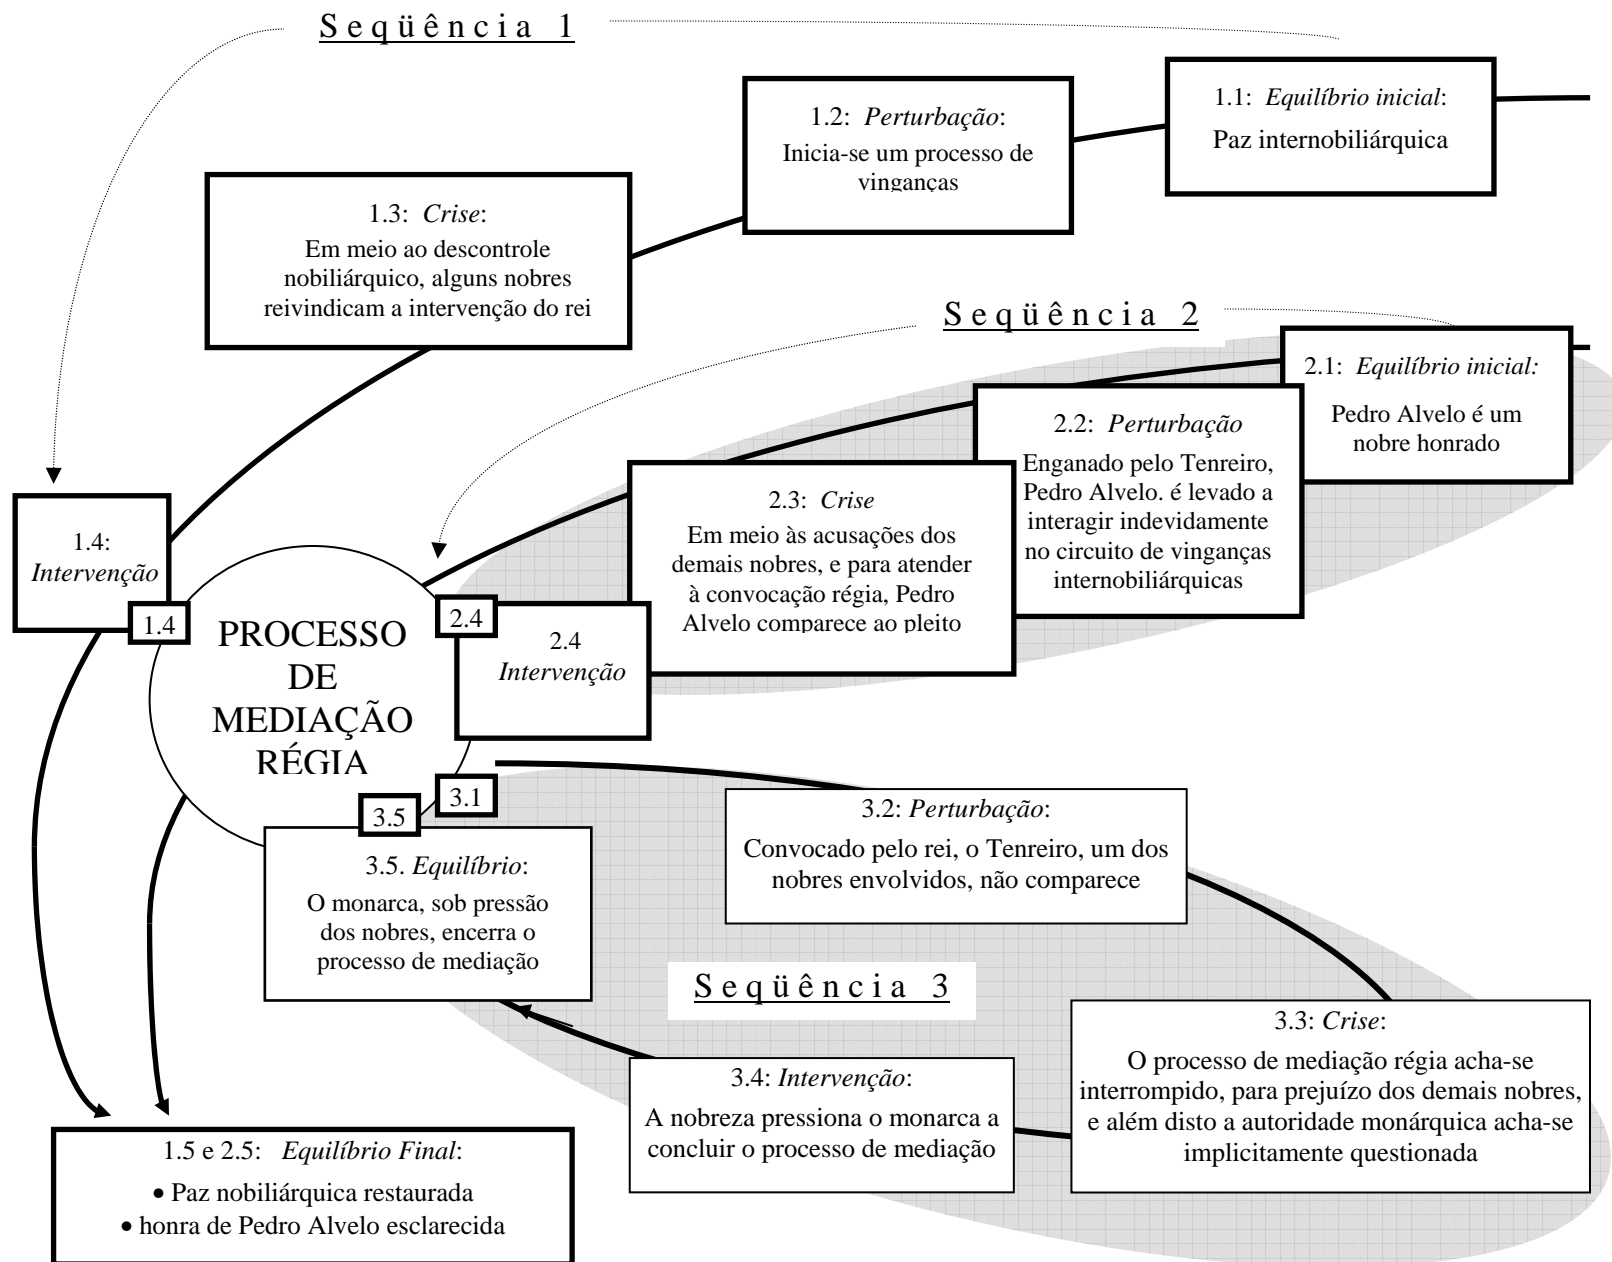 Seqüência 1
1.1: Equilíbrio inicial:
Paz internobiliárquica
1.2: Perturbação:
Inicia-se um processo de
vinganças
1.3: Crise:
Em meio ao descontrole
nobiliárquico, alguns nobres
reivindicam a intervenção do rei
1.4:
Intervenção
1.4
Seqüência 2
2.1: Equilíbrio inicial:
Pedro Alvelo é um
nobre honrado
2.2: Perturbação
Enganado pelo Tenreiro,
Pedro Alvelo. é levado a
interagir indevidamente
no circuito de vinganças
internobiliárquicas
2.3: Crise
Em meio às acusações dos
demais nobres, e para atender
à convocação régia, Pedro
Alvelo comparece ao pleito
2.4
2.4
Intervenção
PROCESSO
DE
MEDIAÇÃO
RÉGIA
3.1
3.5
3.2: Perturbação:
Convocado pelo rei, o Tenreiro, um dos
nobres envolvidos, não comparece
3.5. Equilíbrio:
O monarca, sob pressão
dos nobres, encerra o
processo de mediação
Seqüência 3
3.3: Crise:
O processo de mediação régia acha-se
interrompido, para prejuízo dos demais nobres,
e além disto a autoridade monárquica acha-se
implicitamente questionada
3.4: Intervenção:
A nobreza pressiona o monarca a
concluir o processo de mediação
1.5 e 2.5: Equilíbrio Final:
• Paz nobiliárquica restaurada
• honra de Pedro Alvelo esclarecida